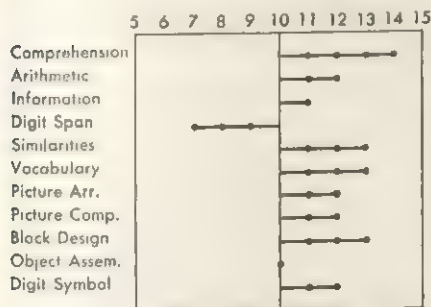 5 6 7 8 9 10 11 12 13 14 15
Comprehension
Arithmetic
Information
Digit Span
Similarities
Vocabulary
Picture Arr.
Picture Comp.
Block Design
Object Assem.
Digit Symbol